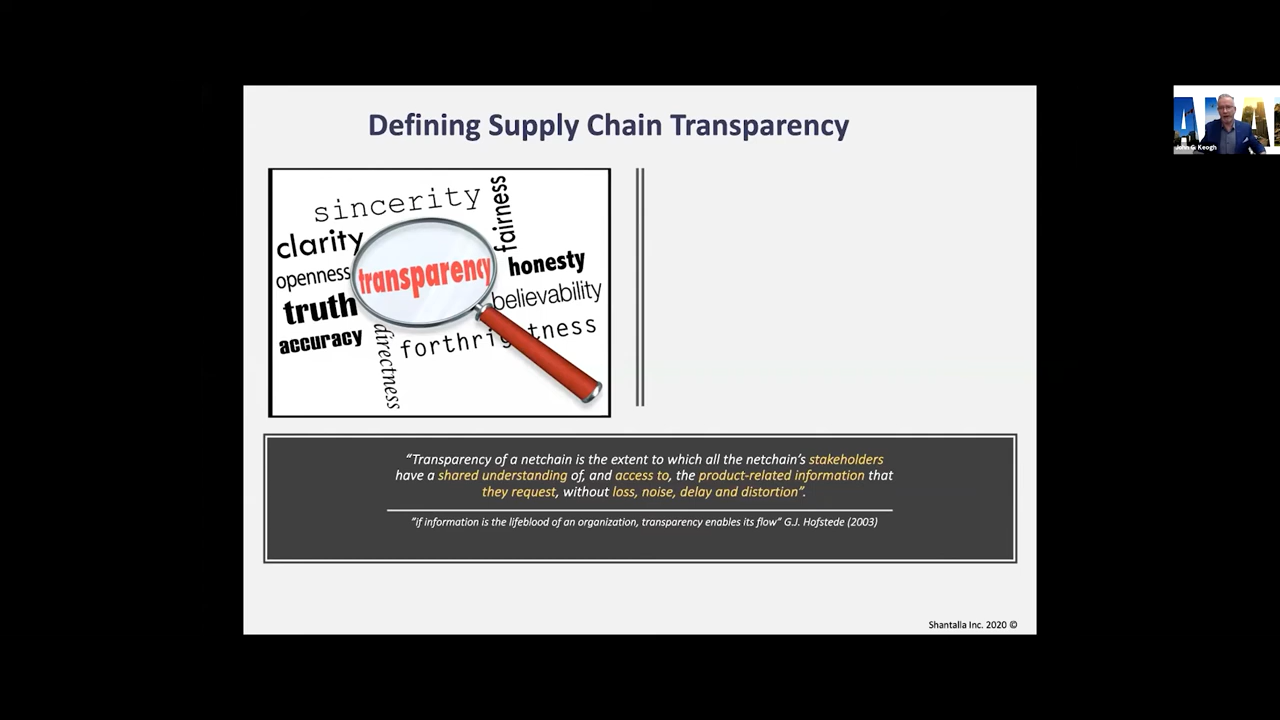 Defining Supply Chain Transparency
sincerity
fairness
clarity
openness
transparency
honesty
truth
believability
accuracy
directness
“Transparency of a netchain is the extent to which all the netchain’s stakeholders
have a shared understanding of, and access to, the product-related information that
they request, without loss, noise, delay and distortion”.
“if information is the lifeblood of an organization, transparency enables its flow” G.J. Hofstede (2003)
Shantalla Inc. 2020 ©
John G. Keogh